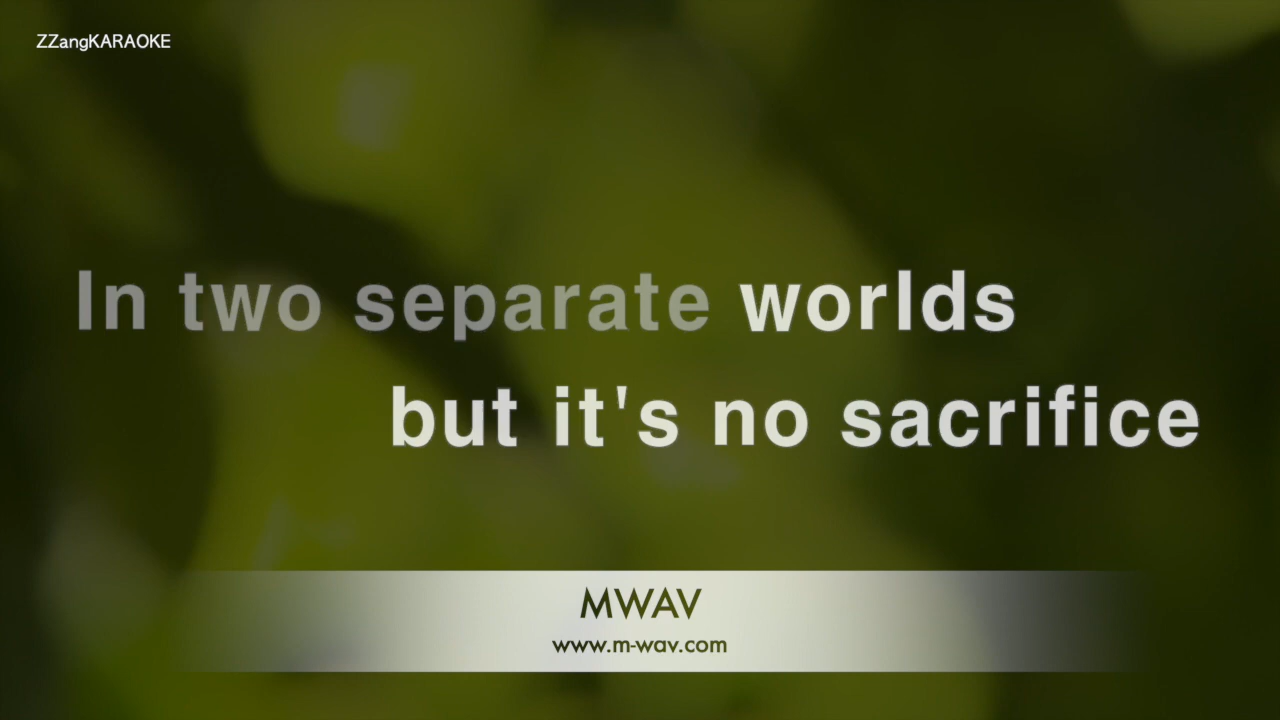 ZZangKARAOKE
In two separate worlds
but it's no sacrifice
MWAV
www.m-wav.com